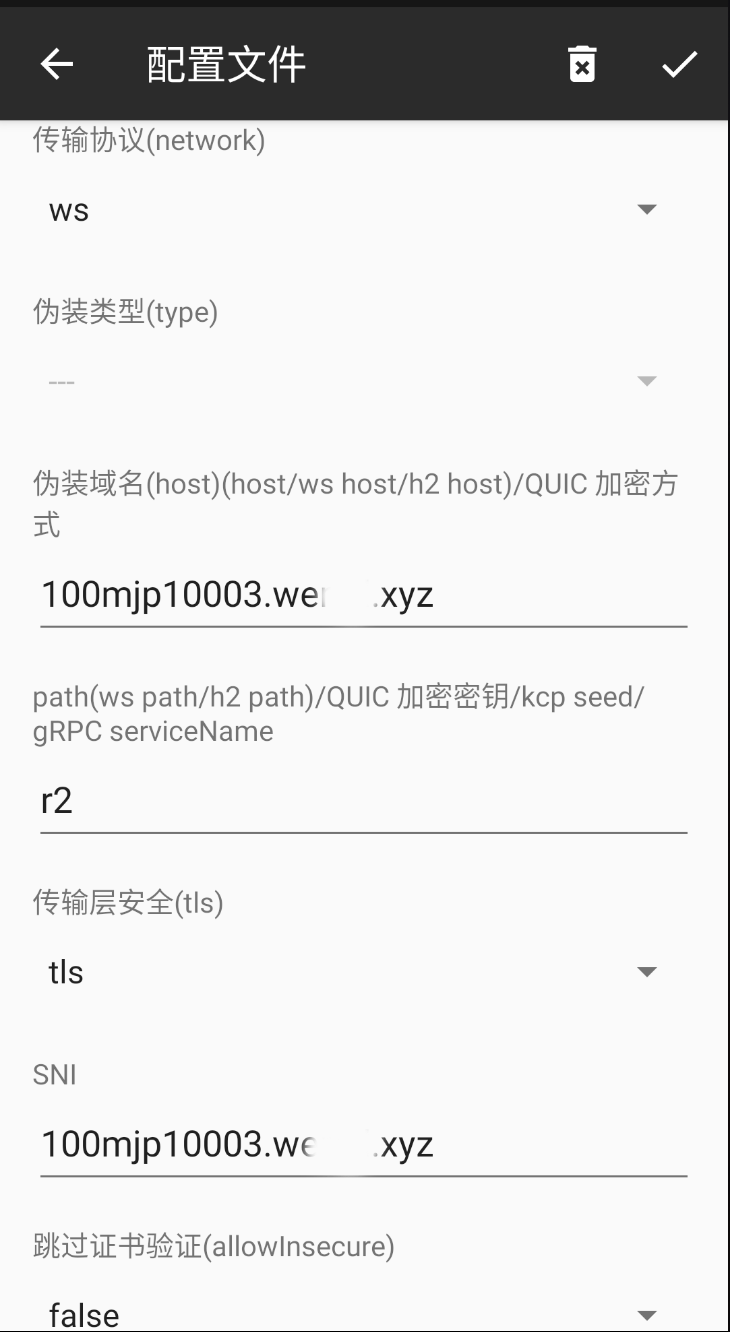 配置文件
传输协议(network)
ws
伪装类型(type)
---
伪装域名(host)(host/ws host/h2 host)/QUIC 加密方
式
100mjp10003.we .xyz
path(ws path/h2 path)/QUIC 加密密钥/kcp seed/
gRPC serviceName
r2
传输层安全(tls)
tls
SNI
100mjp10003.we .xyz
跳过证书验证(allowInsecure)
false